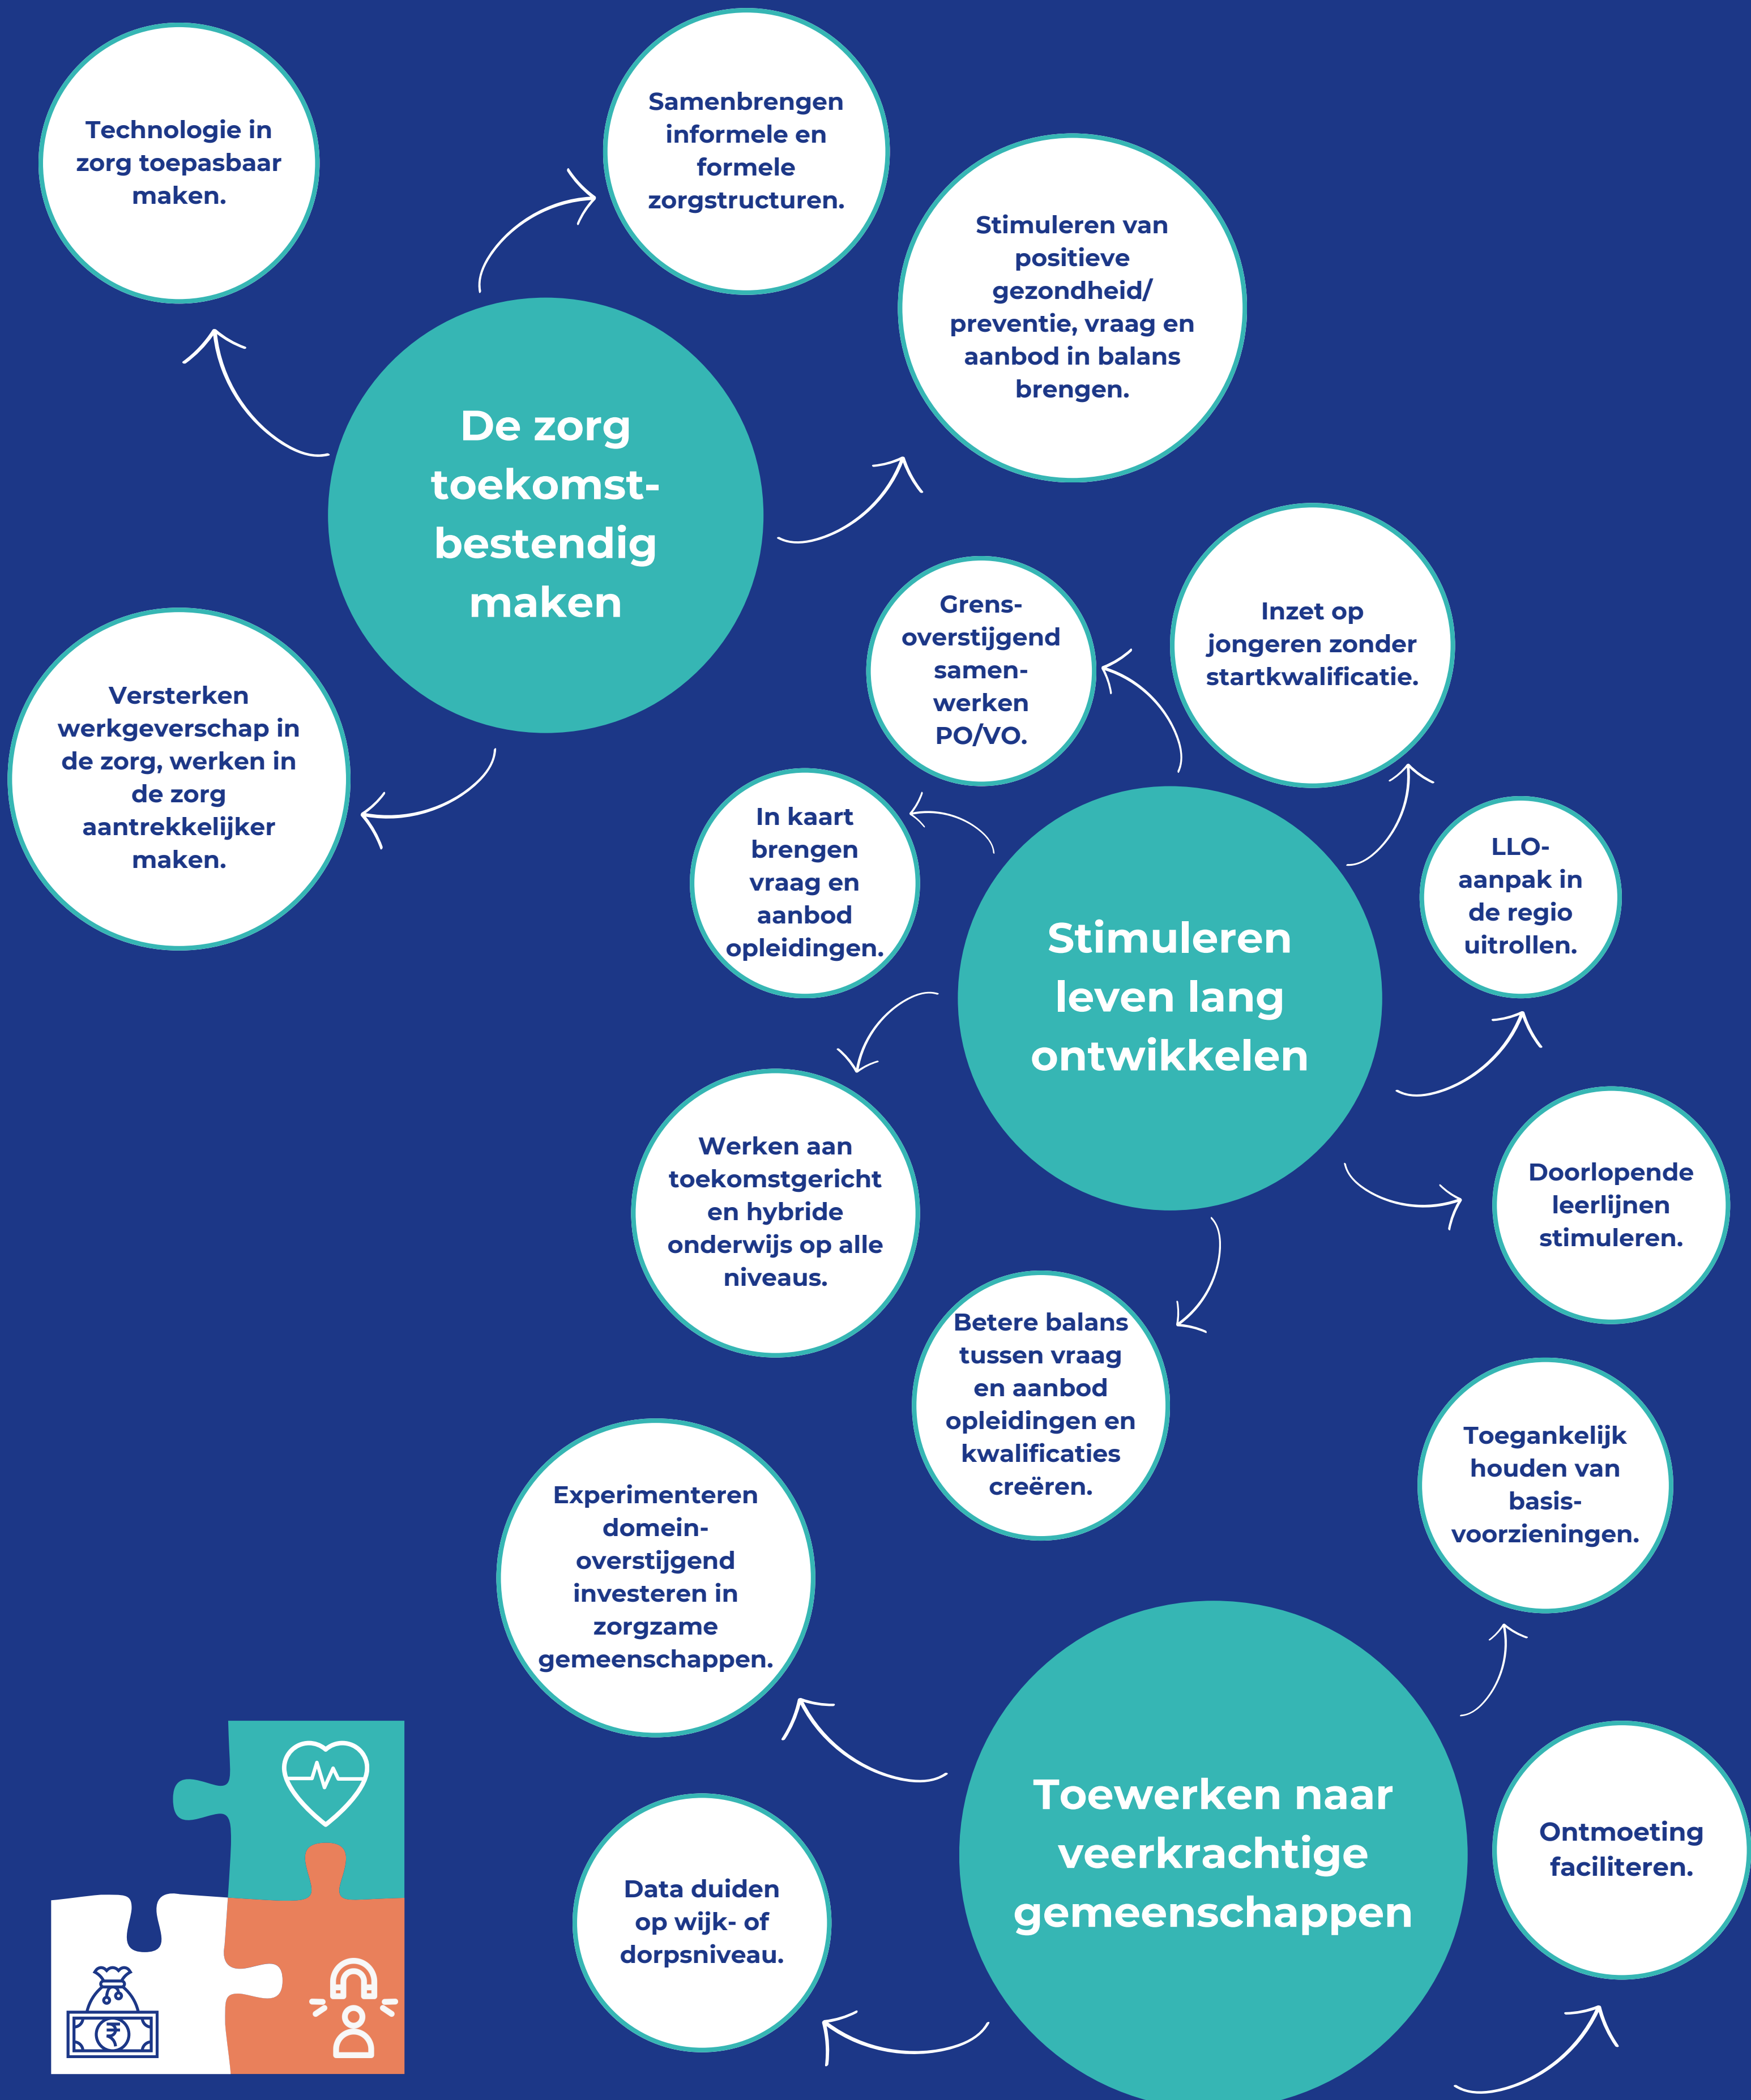 Technologie in
zorg toepasbaar
maken.
Samenbrengen
informele en
formele
zorgstructuren.
Stimuleren van
positieve
gezondheid/
preventie, vraag en
aanbod in balans
brengen.
De zorg
toekomst-
bestendig
maken
Versterken
werkgeverschap in
de zorg, werken in
de zorg
aantrekkelijker
maken.
Grens-
overstijgend
samen-
werken
PO/VO.
Inzet op
jongeren zonder
startkwalificatie.
In kaart
brengen
vraag en
aanbod
opleidingen.
LLO-
aanpak in
de regio
uitrollen.
Stimuleren
leven lang
ontwikkelen
Werken aan
toekomstgericht
en hybride
onderwijs op alle
niveaus.
Doorlopende
leerlijnen
stimuleren.
Betere balans
tussen vraag
en aanbod
opleidingen en
kwalificaties
creëren.
Toegankelijk
houden van
basis-
voorzieningen.
Experimenteren
domein-
overstijgend
investeren in
zorgzame
gemeenschappen.
Toewerken naar
veerkrachtige
gemeenschappen
Ontmoeting
faciliteren.
Data duiden
op wijk- of
dorpsniveau.
₹